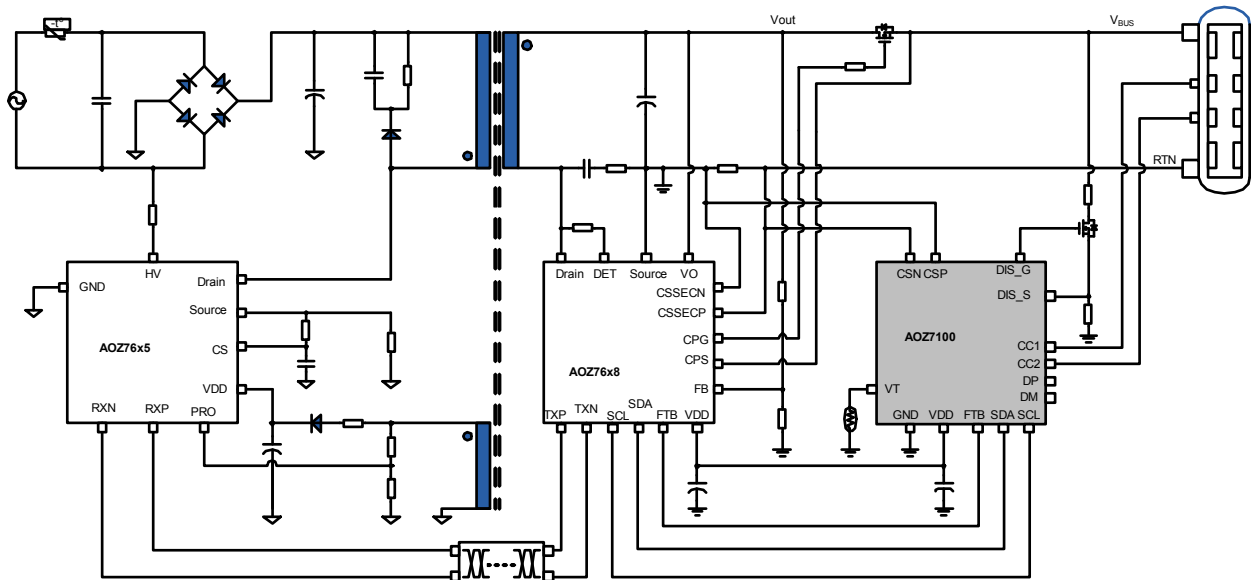 -t°
Vout
VBUS
RTN
HV
GND
Drain
Source
AOZ76x5
CS
VDD
RXN
RXP
PRO
Drain
DET
Source
VO
CSSECN
CSSECP
CPG
CPS
AOZ76x8
FB
TXP
TXN
SCL
SDA
FTB
VDD
CSN
CSP
DIS_G
DIS_S
AOZ7100
CC1
CC2
DP
DM
VT
GND
VDD
FTB
SDA
SCL